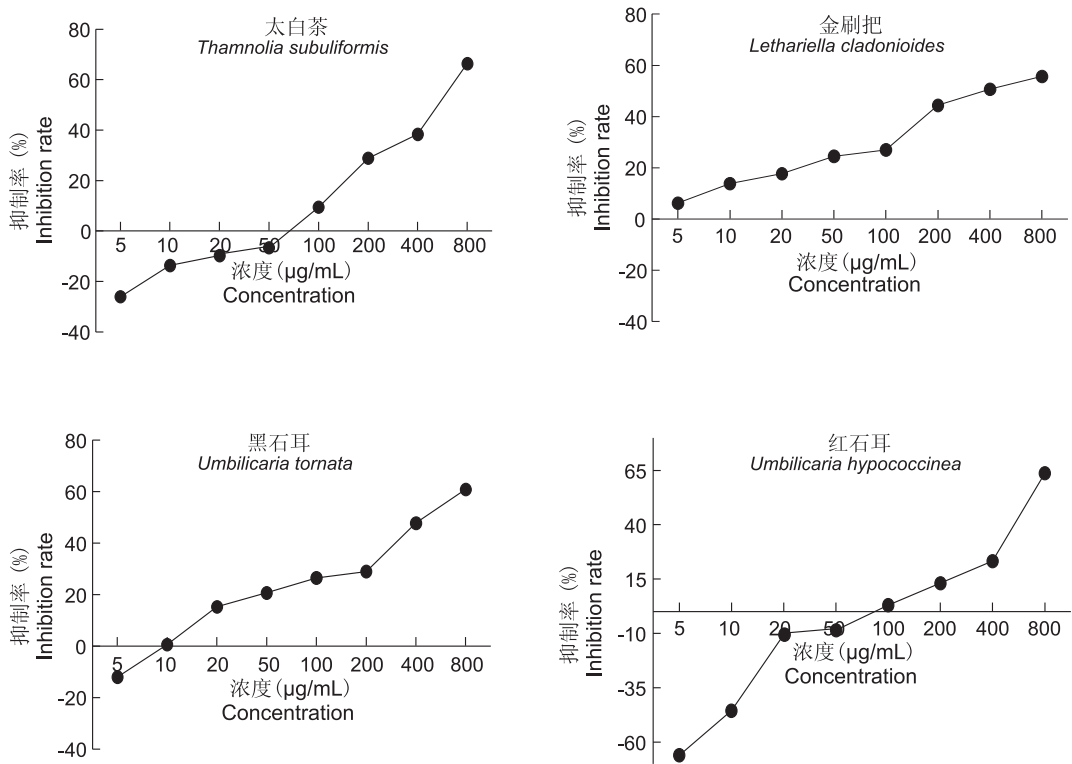 太白茶
Thamnolia subuliformis
抑制率 (%)
Inhibition rate
80
60
40
20
0
-20
-40
5 10 20 50 100 200 400 800
浓度(μg/mL)
Concentration
金刷把
Lethariella cladonioides
抑制率 (%)
Inhibition rate
80
60
40
20
0
-20
-40
5 10 20 50 100 200 400 800
浓度(μg/mL)
Concentration
黑石耳
Umbilicaria tornata
抑制率 (%)
Inhibition rate
80
60
40
20
0
-20
-40
5 10 20 50 100 200 400 800
浓度(μg/mL)
Concentration
红石耳
Umbilicaria hypococcinea
抑制率 (%)
Inhibition rate
65
40
15
-10
-35
-60
5 10 20 50 100 200 400 800
浓度(μg/mL)
Concentration